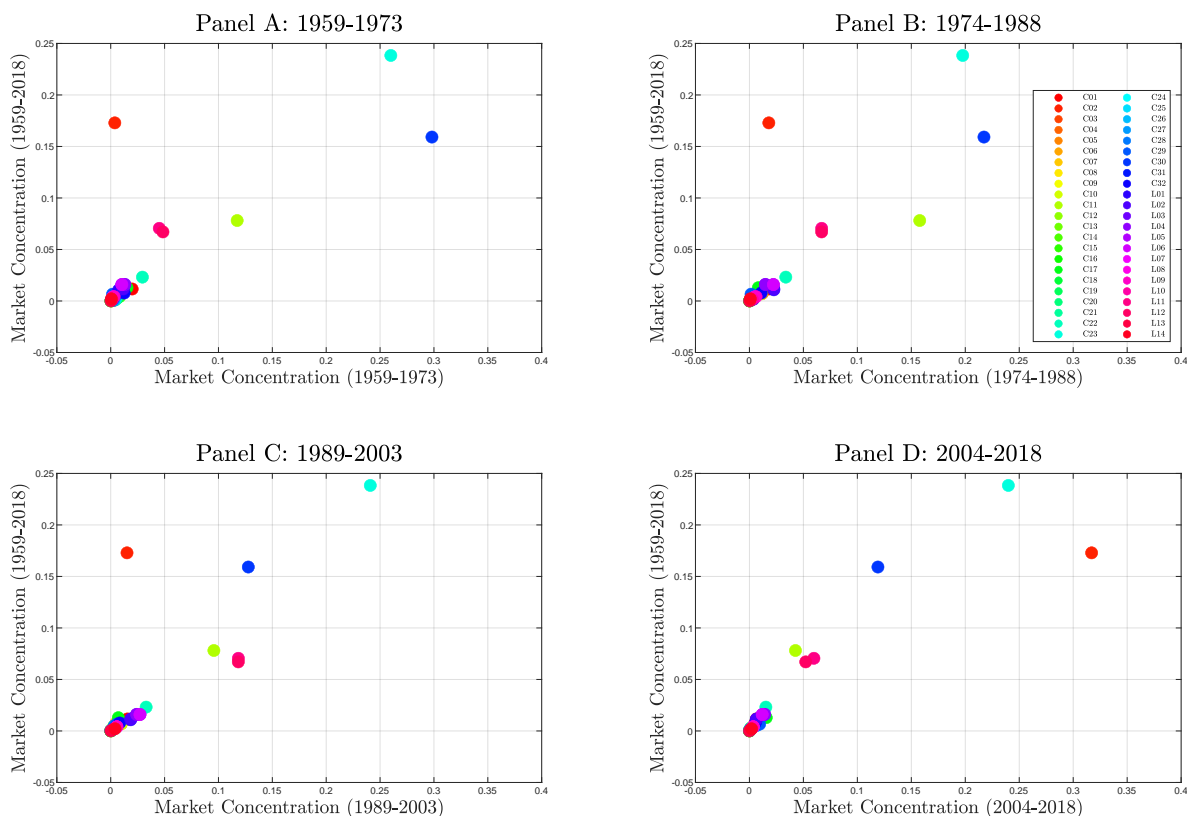 Panel A: 1959-1973
Market Concentration (1959-2018)
0.25
0.2
0.15
0.1
0.05
0
-0.05
-0.05 0 0.05 0.1 0.15 0.2 0.25 0.3 0.35 0.4
Market Concentration (1959-1973)
Panel B: 1974-1988
Market Concentration (1959-2018)
0.25
0.2
0.15
0.1
0.05
0
-0.05
C01 C24
C02 C25
C03 C26
C04 C27
C05 C28
C06 C29
C07 C30
C08 C31
C09 C32
C10 L01
C11 L02
C12 L03
C13 L04
C14 L05
C15 L06
C16 L07
C17 L08
C18 L09
C19 L10
C20 L11
C21 L12
C22 L13
C23 L14
-0.05 0 0.05 0.1 0.15 0.2 0.25 0.3 0.35 0.4
Market Concentration (1974-1988)
Panel C: 1989-2003
Market Concentration (1959-2018)
0.25
0.2
0.15
0.1
0.05
0
-0.05
-0.05 0 0.05 0.1 0.15 0.2 0.25 0.3 0.35 0.4
Market Concentration (1989-2003)
Panel D: 2004-2018
Market Concentration (1959-2018)
0.25
0.2
0.15
0.1
0.05
0
-0.05
-0.05 0 0.05 0.1 0.15 0.2 0.25 0.3 0.35 0.4
Market Concentration (2004-2018)